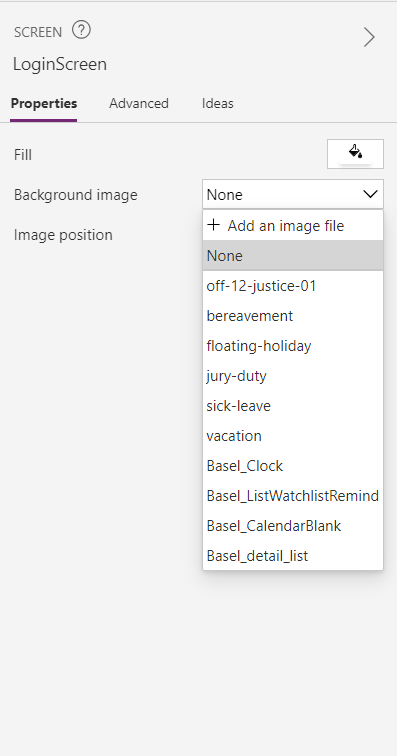 SCREEN ?
LoginScreen
Properties Advanced Ideas
Fill
Background image None
+ Add an image file
Image position
None
off-12-justice-01
bereavement
floating-holiday
jury-duty
sick-leave
vacation
Basel_Clock
Basel_ListWatchlistRemind
Basel_CalendarBlank
Basel_detail_list